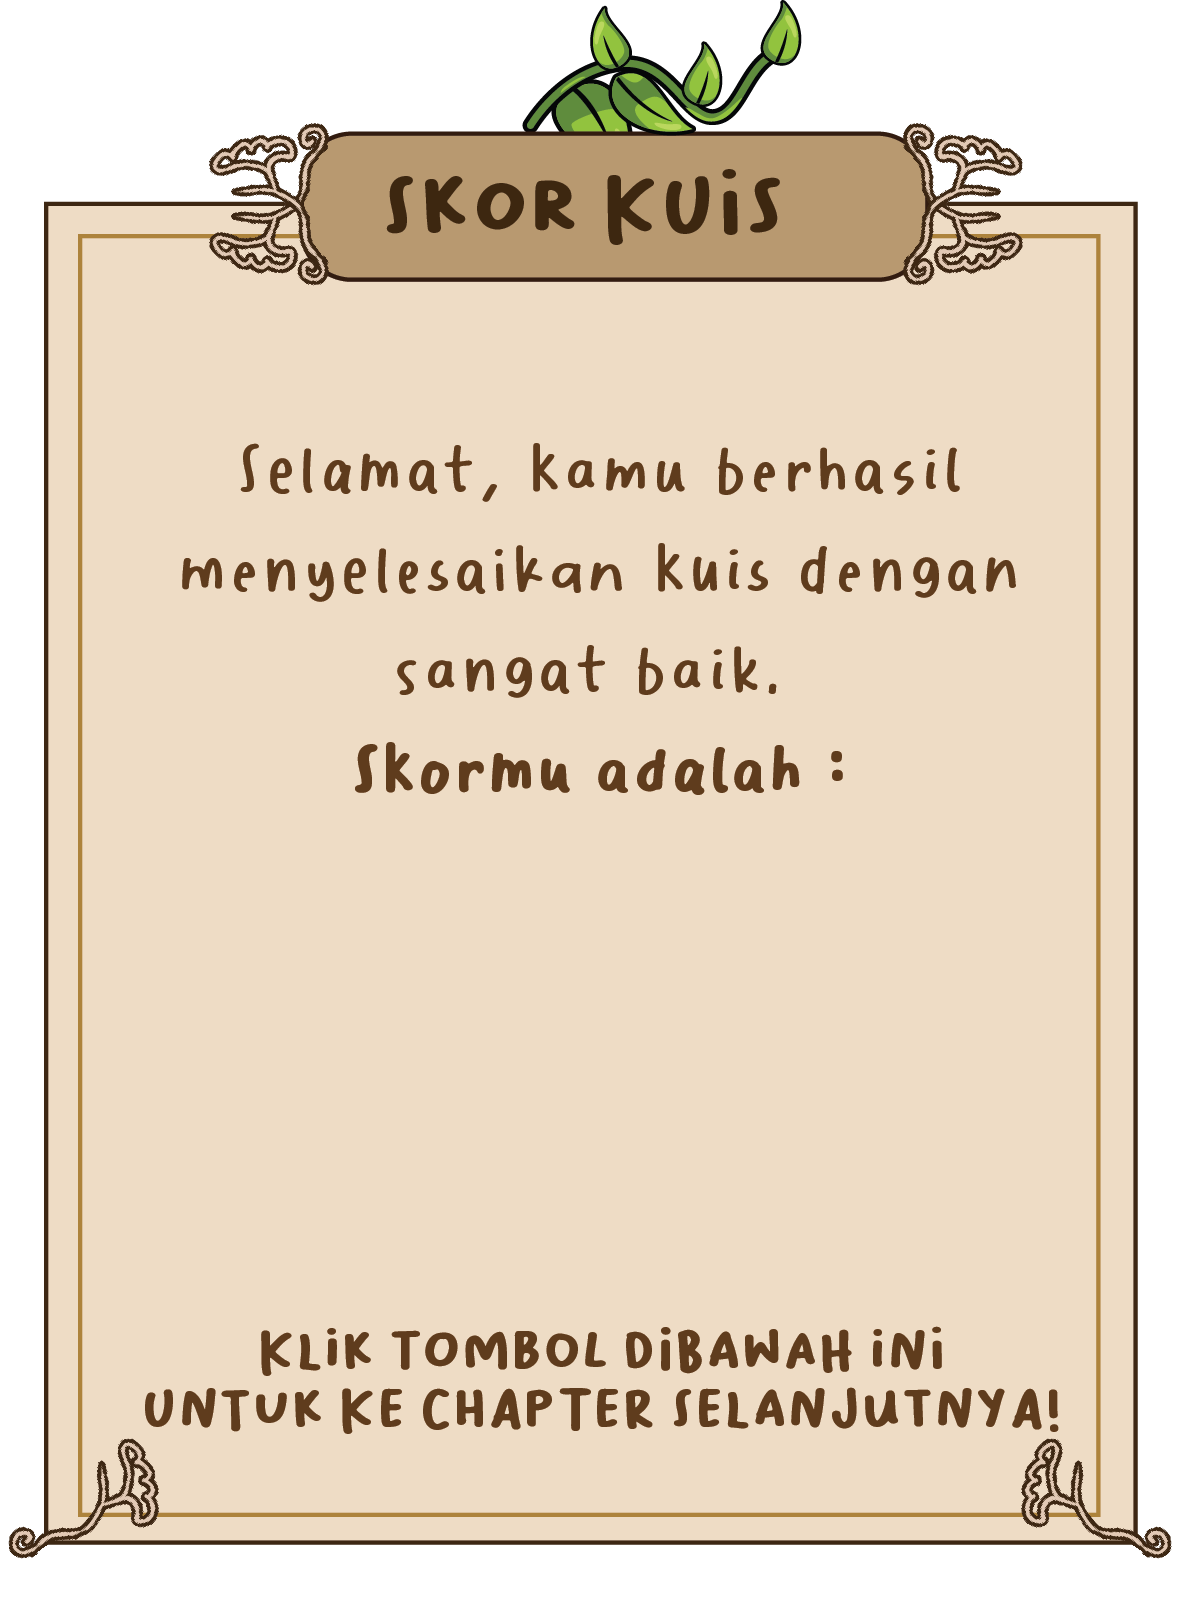 SKOR KUiS
Selamat, kamu berhasil
menyelesaikan kuis dengan
sangat baik.
Skormu adalah :
KLiK TOMBOL DiBAWAH iNi
UNTUK KE CHAPTER SELANJUTNYA!